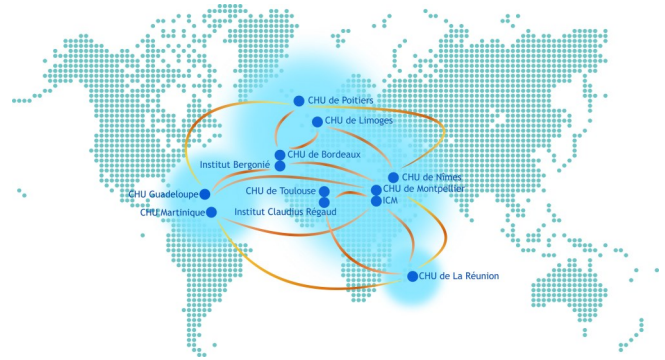 CHU de Poitiers
CHU de Limoges
CHU de Bordeaux
Institut Bergonié
CHU de Nîmes
CHU de Toulouse
CHU de Montpellier
CHU Guadeloupe
ICM
CHU Martinique
Institut Claudius Régaud
CHU de La Réunion